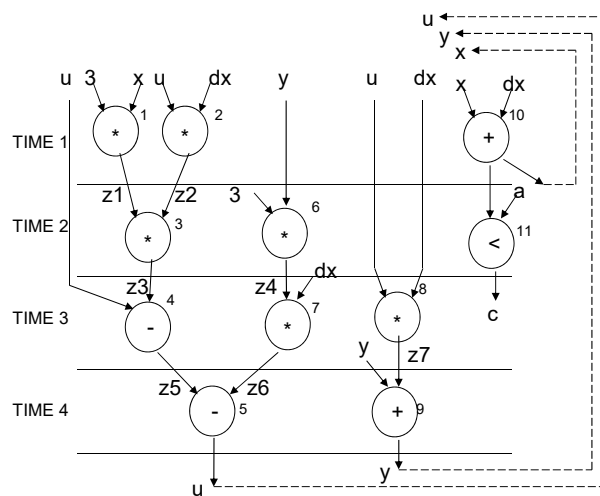 u
y
x
u 3 x u dx y u dx x dx
1 2 10
TIME 1 * * +
z1 z2 3 6 a
TIME 2 3 11
* * <
z3 4 z4 dx 8
7 c
TIME 3 - * *
y z7
z5 z6
TIME 4 - 5 + 9
y
u